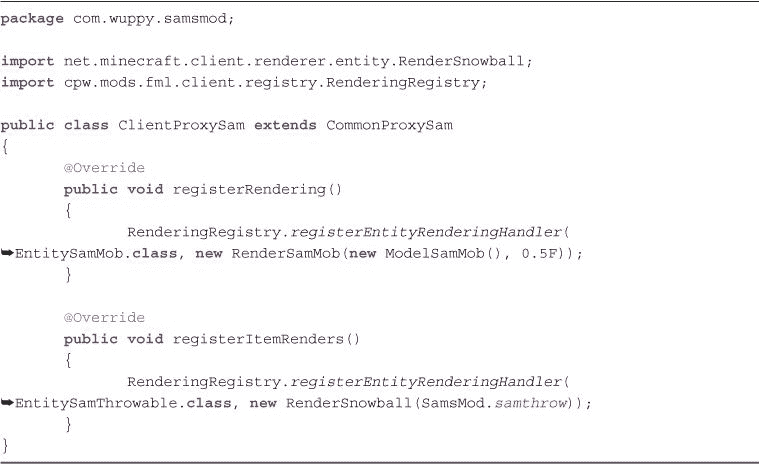 package com.wuppy.samsmod;

import net.minecraft.client.renderer.entity.RenderSnowball;
import cpw.mods.fml.client.registry.RenderingRegistry;

public class ClientProxySam extends CommonProxySam
{
        @Override
        public void registerRendering()
        {
                RenderingRegistry.registerEntityRenderingHandler(
➥EntitySamMob.class, new RenderSamMob(new ModelSamMob(), 0.5F));
        }

        @Override
        public void registerItemRenders()
        {
                RenderingRegistry.registerEntityRenderingHandler(
➥EntitySamThrowable.class, new RenderSnowball(SamsMod.samthrow));
        }
}